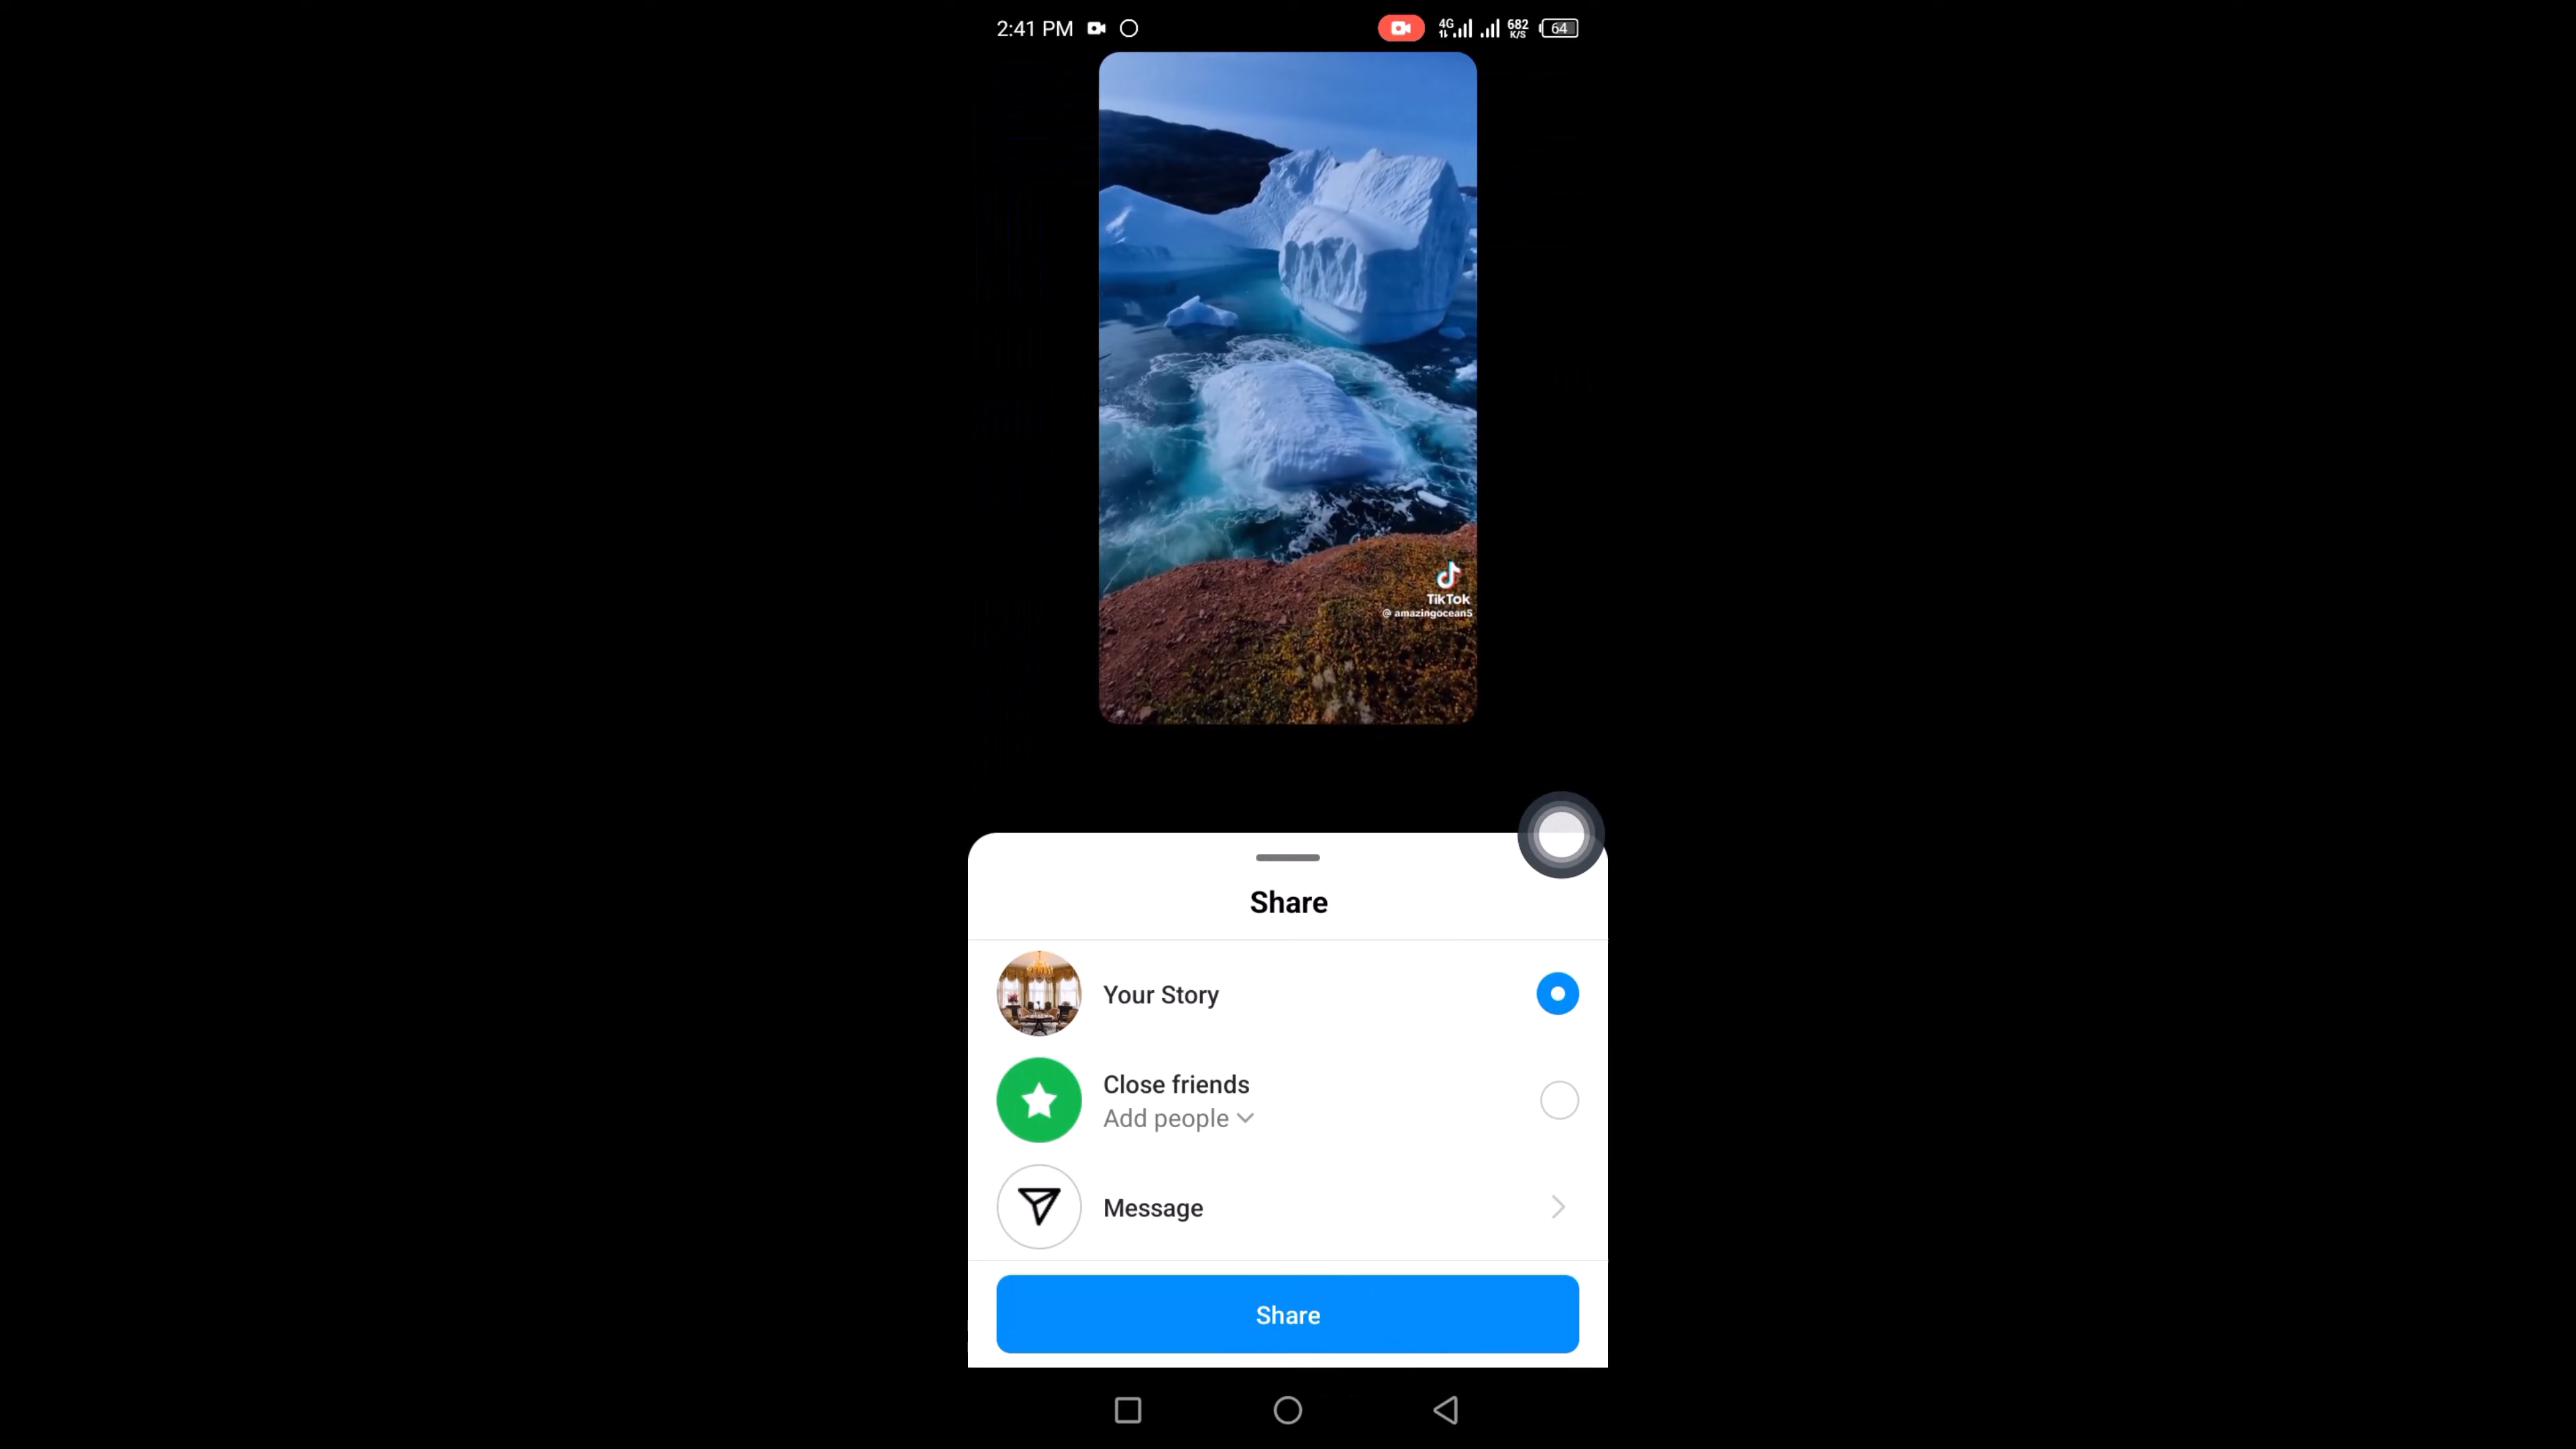 2:41 PM
4G
682
K/S
64
TikTok
@ amazingocean5
Share
Your Story
Close friends
Add people
Message
Share